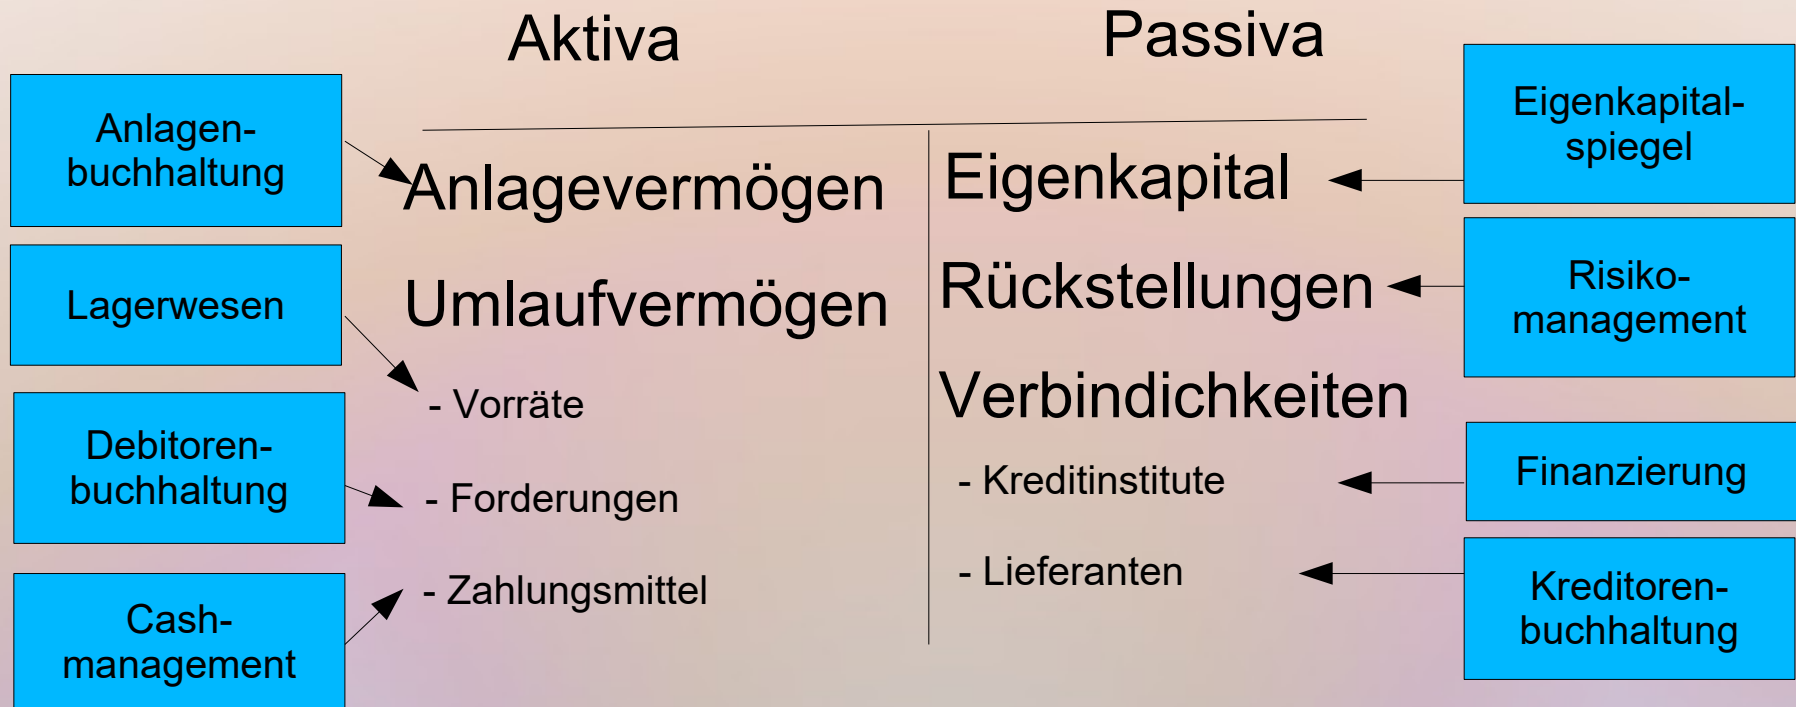 Aktiva
Passiva
Anlagen-
buchhaltung
Lagerwesen
Debitoren-
buchhaltung
Cash-
management
Anlagevermögen
Umlaufvermögen
- Vorräte
- Forderungen
- Zahlungsmittel
Eigenkapital
Rückstellungen
Verbindichkeiten
- Kreditinstitute
- Lieferanten
Eigenkapital-
spiegel
Risiko-
management
Finanzierung
Kreditoren-
buchhaltung